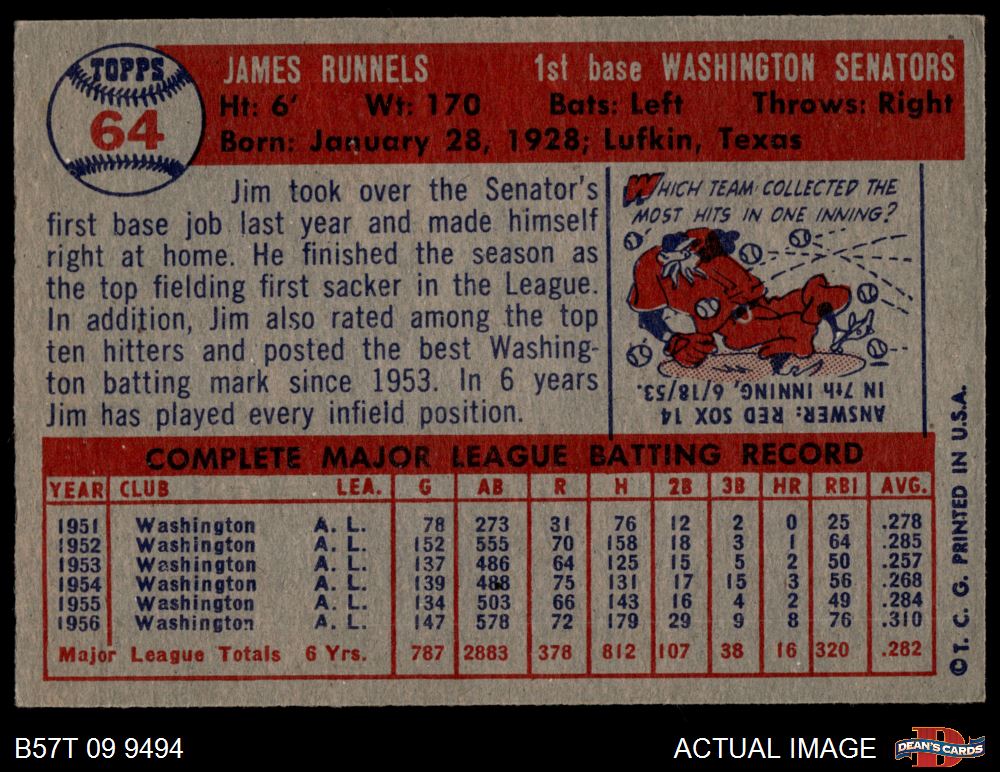 TOPPS
64
JAMES RUNNELS 1st base WASHINGTON SENATORS
Ht: 6' Wt: 170 Bats: Left Throws: Right
Born: January 28, 1928; Lufkin, Texas
Jim took over the Senator's
first base job last year and made himself
right at home. He finished the season as
the top fielding first sacker in the League.
In addition, Jim also rated among the top
ten hitters and posted the best Washing-
ton batting mark since 1953. In 6 years
Jim has played every infield position.
WHICH TEAM COLLECTED THE
MOST HITS IN ONE INNING?
ANSWER: RED SOX 14
IN 7th INNING, 6/18/53.
COMPLETE MAJOR LEAGUE BATTING RECORD
YEAR CLUB LEA. G AB R H 2B 3B HR RBI AVG.
1951 Washington A. L. 78 273 31 76 12 2 0 25 .278
1952 Washington A. L. 152 555 70 158 18 3 1 64 .285
1953 Washington A. L. 137 486 64 125 15 5 2 50 .257
1954 Washington A. L. 139 488 75 131 17 15 3 56 .268
1955 Washington A. L. 134 503 66 143 16 4 2 49 .284
1956 Washington A. L. 147 578 72 179 29 9 8 76 .310
Major League Totals 6 Yrs. 787 2883 378 812 107 38 16 320 .282
© T. C. G. PRINTED IN U.S.A.
B57T 09 9494 ACTUAL IMAGE
D
DEAN'S CARDS